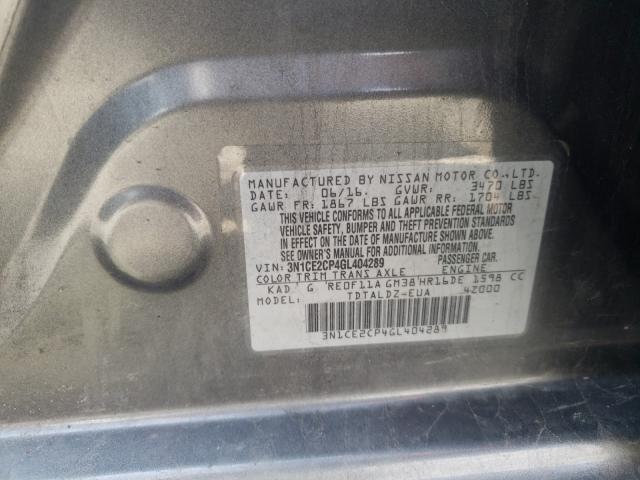 MANUFACTURED BY NISSAN MOTOR CO.,LTD.
DATE: 06/16. GVWR: 3470 LBS
GAWR FR: 1867 LBS GAWR RR: 1704 LBS
THIS VEHICLE CONFORMS TO ALL APPLICABLE FEDERAL MOTOR
VEHICLE SAFETY, BUMPER, AND THEFT PREVENTION STANDARDS
IN EFFECT ON THE DATE OF MANUFACTURE SHOWN ABOVE.
SEE OWNER'S MANUAL FOR ADDITIONAL INFORMATION.
VIN: 3N1CE2CP4GL404289 PASSENGER CAR.
COLOR TRIM TRANS AXLE ENGINE
KAD G RE0F11A GM38 HR16DE 1598 CC
MODEL: TDTALDZ-EUA 42000
3N1CE2CP4GL404289